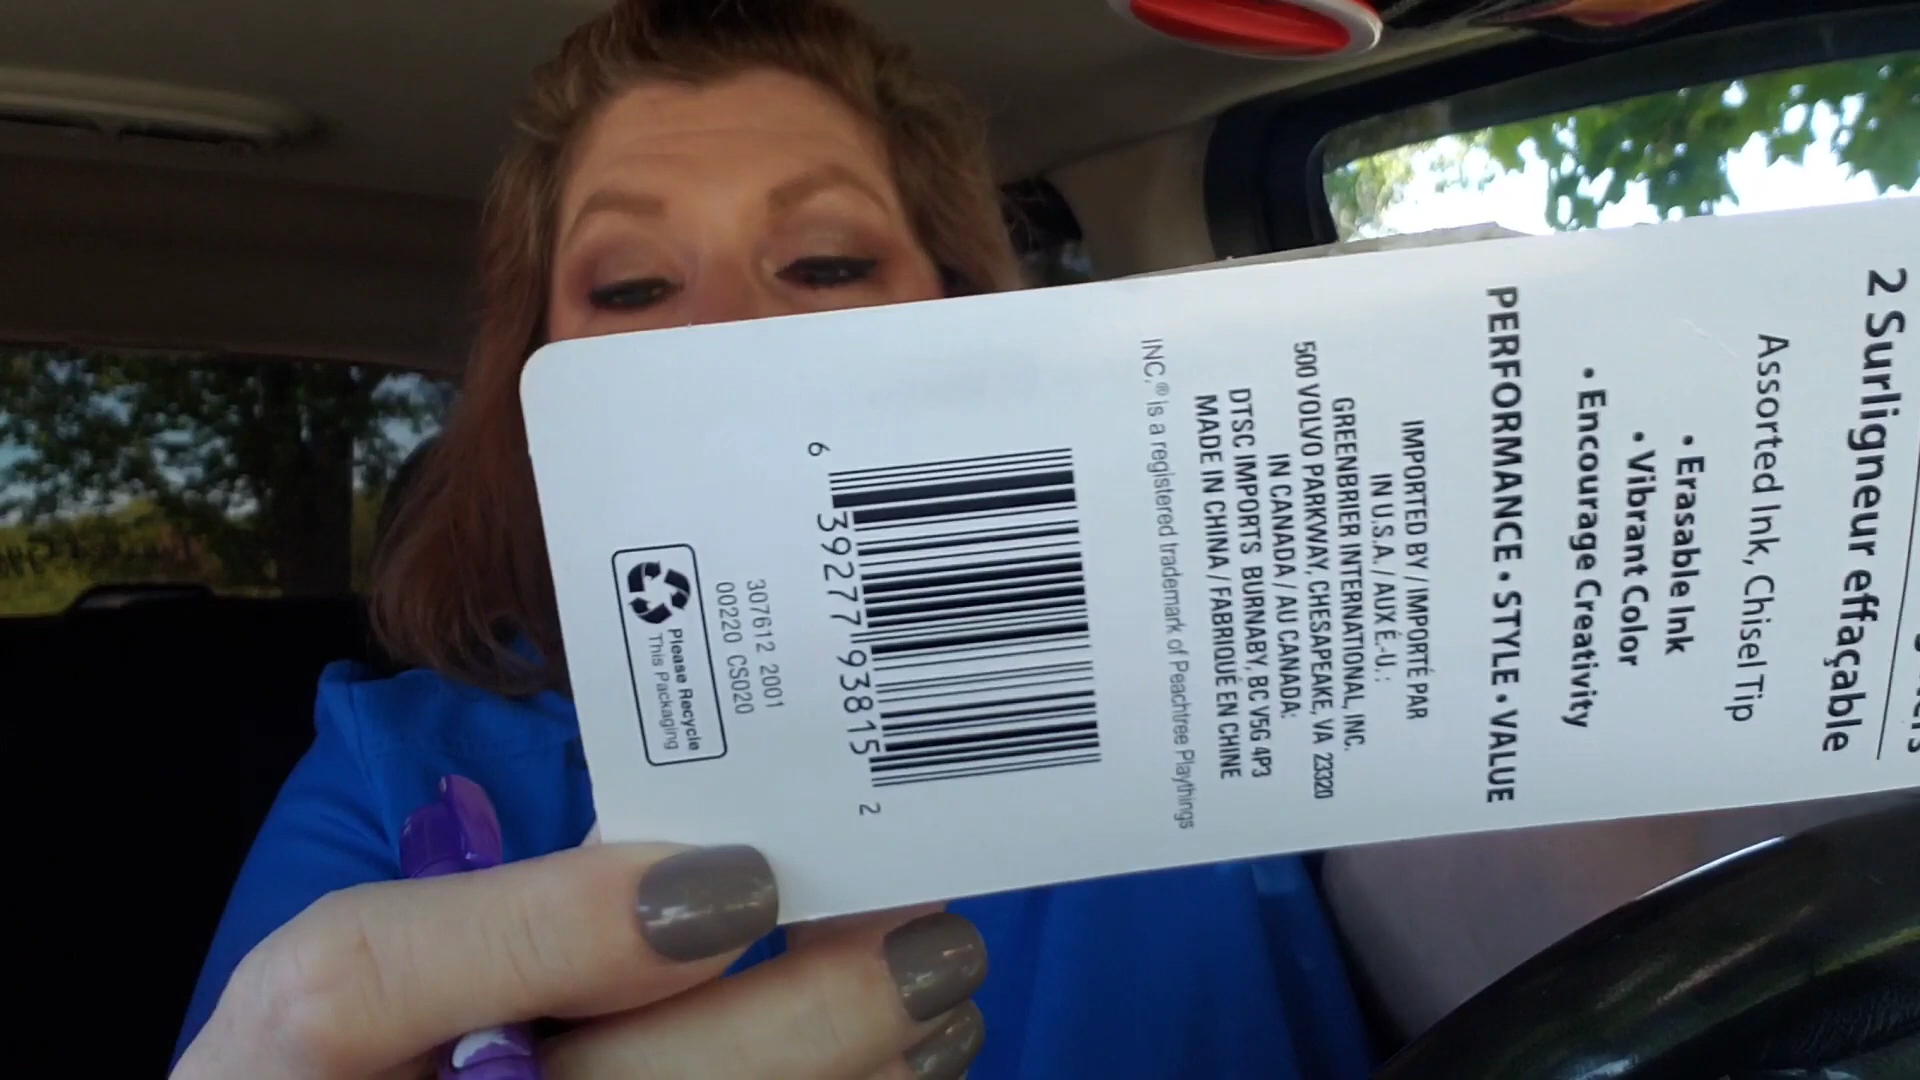 2 Surligneur effaçable
Assorted Ink, Chisel Tip
• Erasable Ink
• Vibrant Color
• Encourage Creativity
PERFORMANCE • STYLE • VALUE
IMPORTED BY / IMPORTÉ PAR
IN U.S.A. / AUX É.-U. :
GREENBRIER INTERNATIONAL, INC.
500 VOLVO PARKWAY, CHESAPEAKE, VA 23320
IN CANADA / AU CANADA:
DTSC IMPORTS BURNABY, BC V5G 4P3
MADE IN CHINA / FABRIQUÉ EN CHINE
INC,® is a registered trademark of Peachtree Playthings
6 39277 93815 2
307612 2001
00220 CS020
Please Recycle
This Packaging